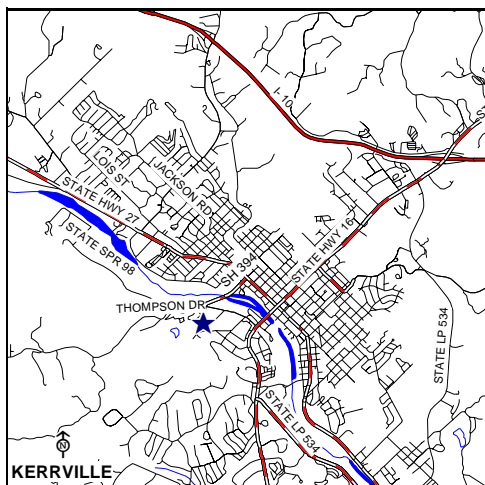 I-10
S
LOIS ST
JACKSON RD
STATE HWY 27
STATE HWY 16
STATE SPR 98
SH 394
THOMPSON DR
STATE LP 534
STATE LP 534
N
KERRVILLE